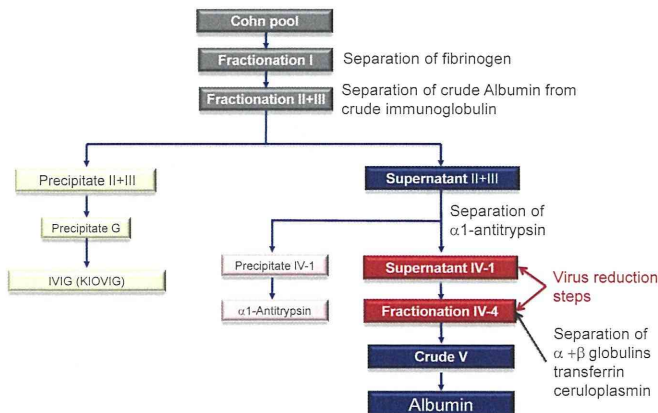 Cohn pool
Fractionation I
Separation of fibrinogen
Fractionation II+III
Separation of crude Albumin from
crude immunoglobulin
Precipitate II+III
Supernatant II+III
Precipitate G
Separation of
α1-antitrypsin
IVIG (KIOVIG)
Precipitate IV-1
Supernatant IV-1
Virus reduction
steps
α1-Antitrypsin
Fractionation IV-4
Separation of
α +β globulins
transferrin
ceruloplasmin
Crude V
Albumin